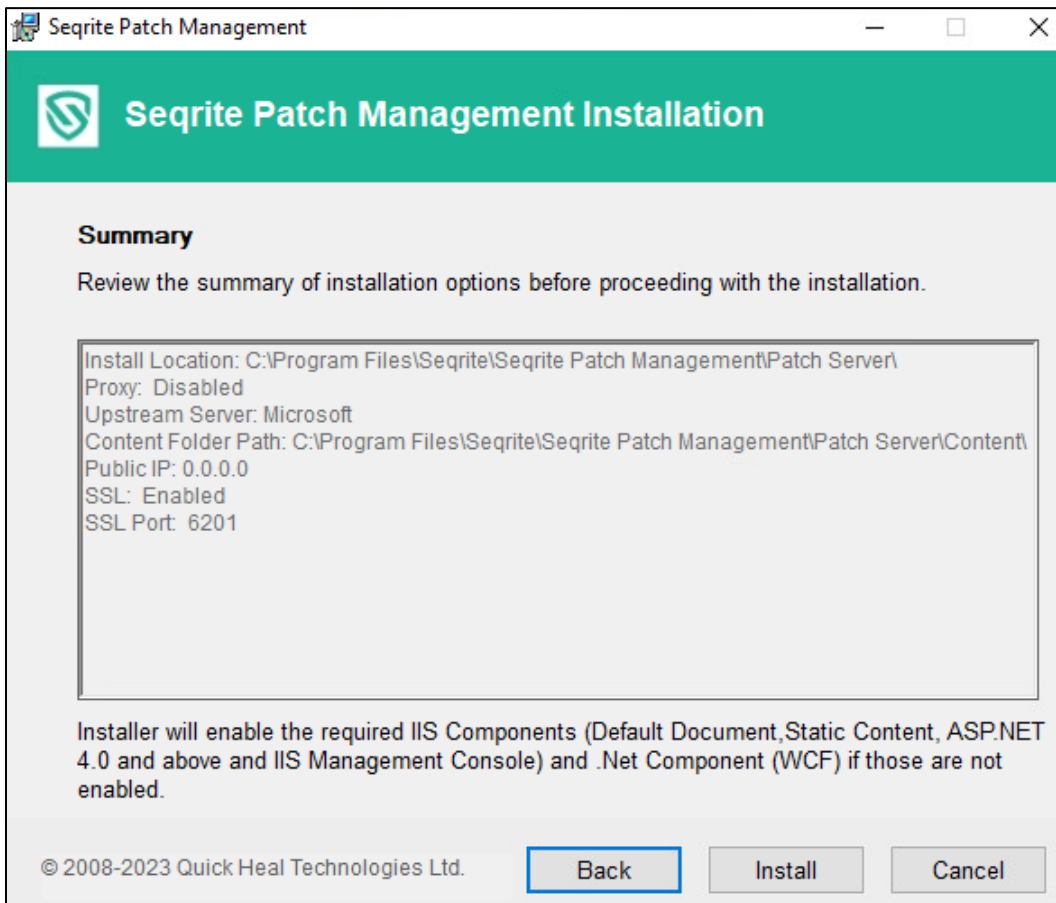 Seqrite Patch Management
Seqrite Patch Management Installation
Summary
Review the summary of installation options before proceeding with the installation.
Install Location: C:\Program Files\Seqrite\Seqrite Patch Management\Patch Server\
Proxy:  Disabled
Upstream Server: Microsoft
Content Folder Path: C:\Program Files\Seqrite\Seqrite Patch Management\Patch Server\Content\
Public IP: 0.0.0.0
SSL:  Enabled
SSL Port:  6201
Installer will enable the required IIS Components (Default Document,Static Content, ASP.NET
4.0 and above and IIS Management Console) and .Net Component (WCF) if those are not
enabled.
© 2008-2023 Quick Heal Technologies Ltd.
Back
Install
Cancel